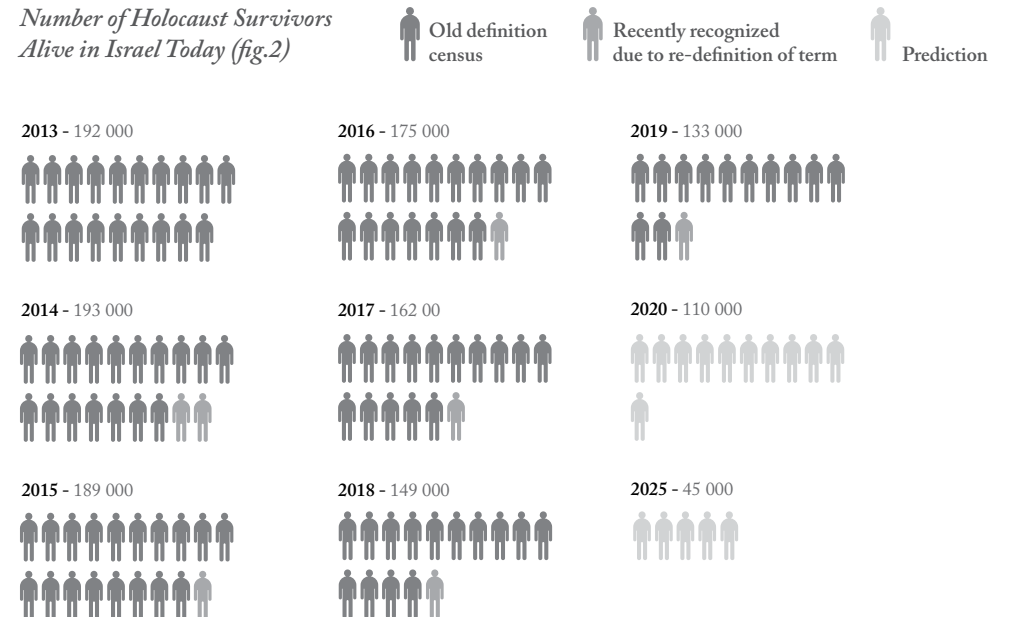 Number of Holocaust Survivors
Alive in Israel Today (fig.2)
Old definition
census
Recently recognized
due to re-definition of term
Prediction
2013 - 192 000
2016 - 175 000
2019 - 133 000
2014 - 193 000
2017 - 162 00
2020 - 110 000
2015 - 189 000
2018 - 149 000
2025 - 45 000